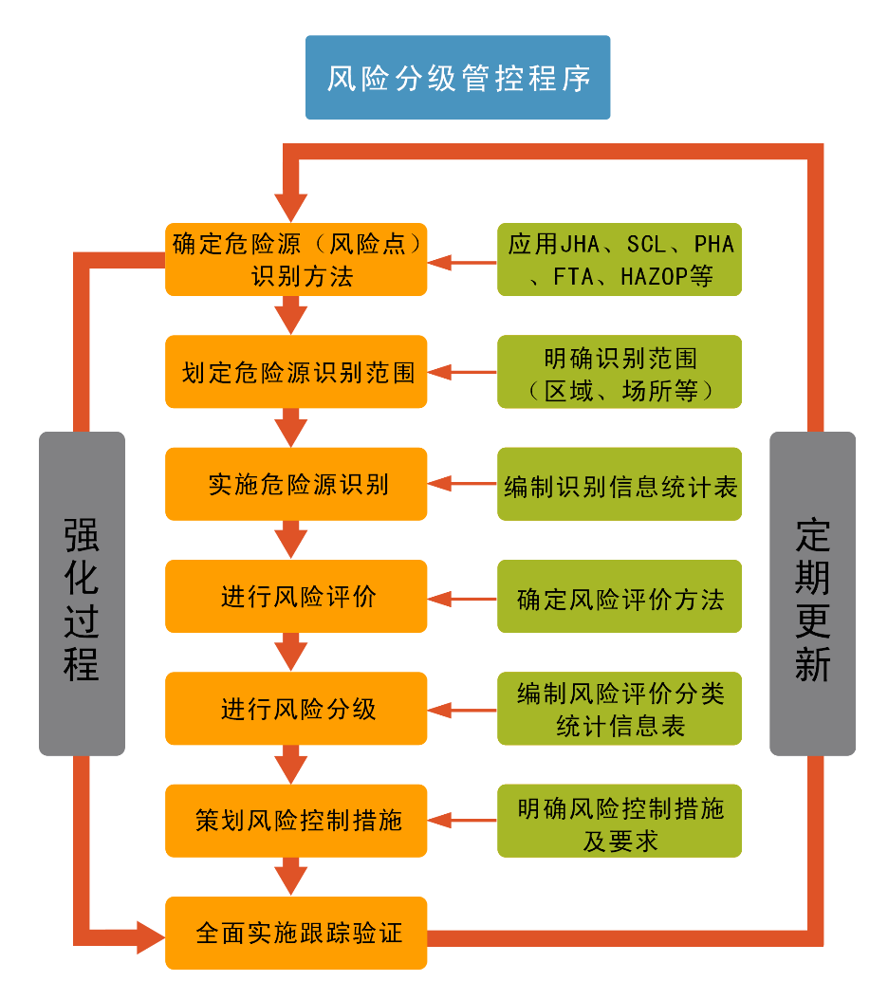 风险分级管控程序
确定危险源（风险点）
识别方法
应用JHA、SCL、PHA
、FTA、HAZOP等
划定危险源识别范围
明确识别范围
（区域、场所等）
实施危险源识别
编制识别信息统计表
进行风险评价
确定风险评价方法
进行风险分级
编制风险评价分类
统计信息表
策划风险控制措施
明确风险控制措施
及要求
全面实施跟踪验证
强化过程
定期更新